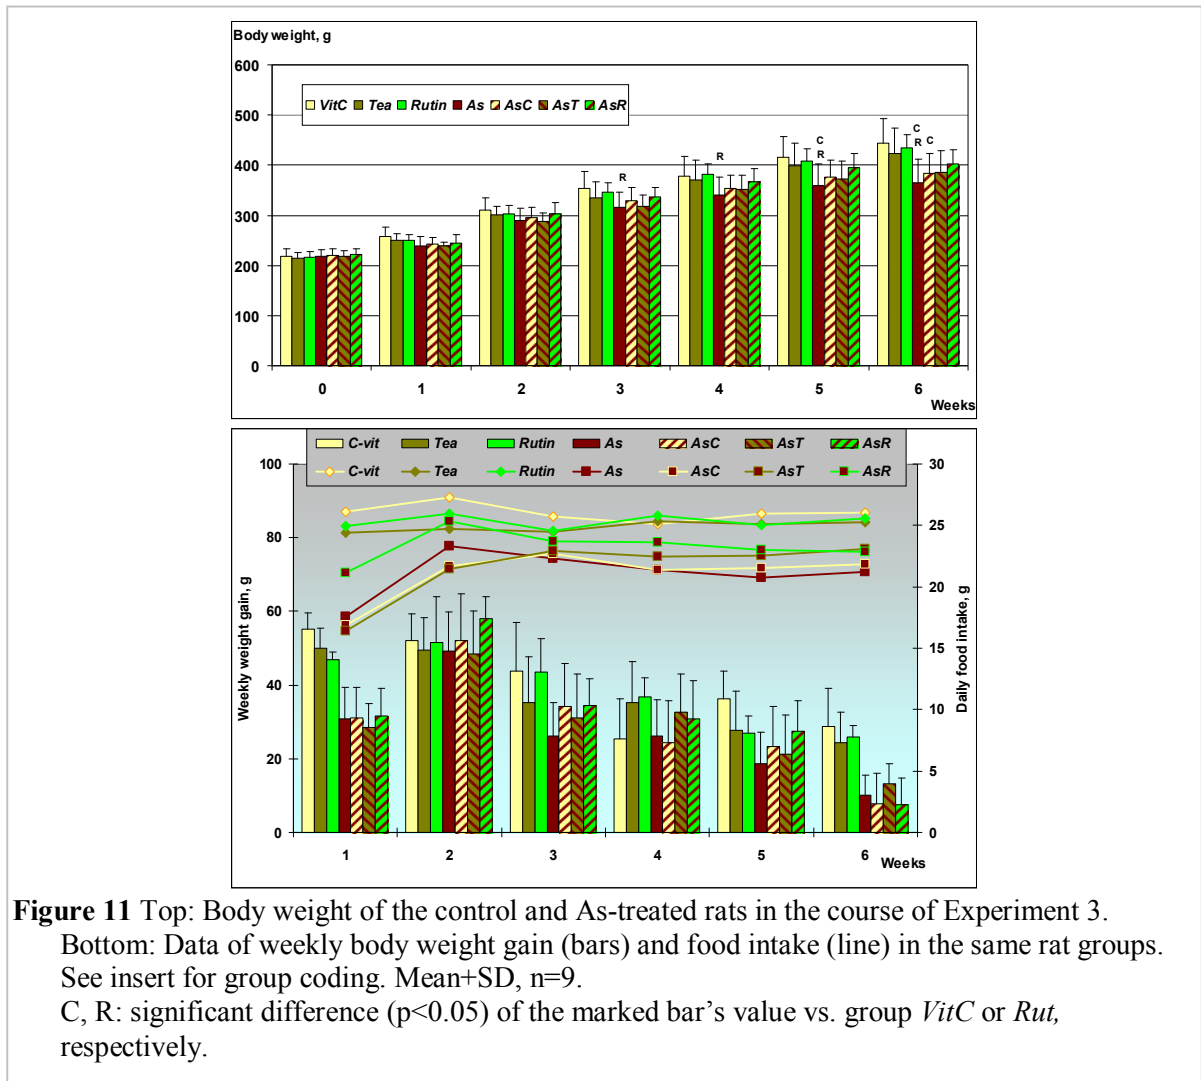 Body weight, g
600
500
400
300
200
100
0
VitC Tea Rutin As AsC AsT AsR
R
R
C
R
C
R C
0 1 2 3 4 5 6
Weeks
C-vit Tea Rutin As AsC AsT AsR
C-vit Tea Rutin As AsC AsT AsR
Weekly weight gain, g
100
80
60
40
20
0
Daily food intake, g
30
25
20
15
10
5
0
1 2 3 4 5 6
Weeks
Figure 11 Top: Body weight of the control and As-treated rats in the course of Experiment 3.
Bottom: Data of weekly body weight gain (bars) and food intake (line) in the same rat groups.
See insert for group coding. Mean+SD, n=9.
C, R: significant difference (p<0.05) of the marked bar's value vs. group VitC or Rut,
respectively.